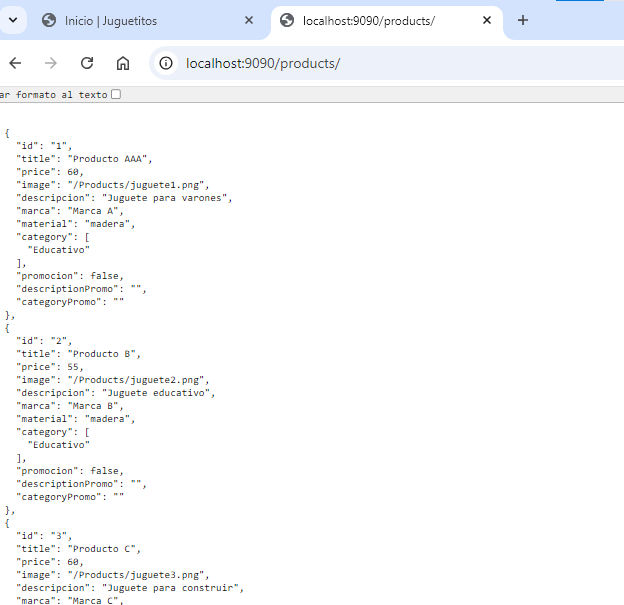 Inicio | Juguetitos
localhost:9090/products/
localhost:9090/products/
ar formato al texto
{
"id": "1",
"title": "Producto AAA",
"price": 60,
"image": "/Products/juguete1.png",
"descripcion": "Juguete para varones",
"marca": "Marca A",
"material": "madera",
"category": [
"Educativo"
],
"promocion": false,
"descriptionPromo": "",
"categoryPromo": ""
},
{
"id": "2",
"title": "Producto B",
"price": 55,
"image": "/Products/juguete2.png",
"descripcion": "Juguete educativo",
"marca": "Marca B",
"material": "madera",
"category": [
"Educativo"
],
"promocion": false,
"descriptionPromo": "",
"categoryPromo": ""
},
{
"id": "3",
"title": "Producto C",
"price": 60,
"image": "/Products/juguete3.png",
"descripcion": "Juguete para construir",
"marca": "Marca C",